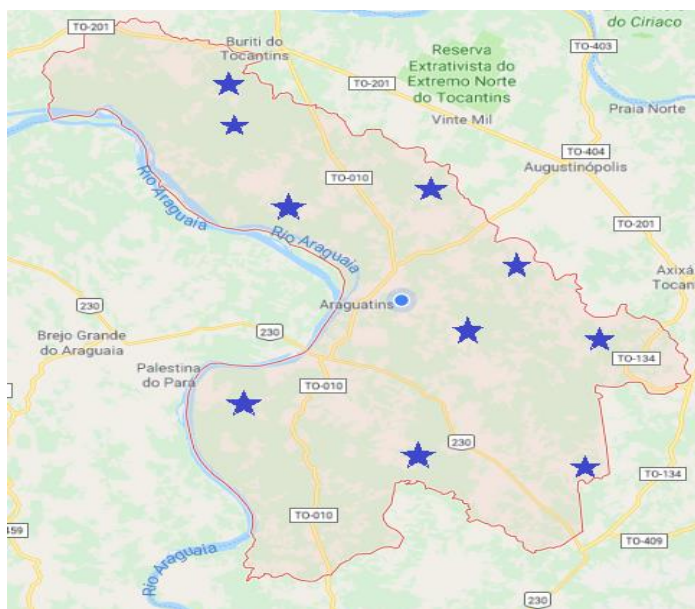 do Ciriaco
TO-201
TO-403
Buriti do
Tocantins
Reserva
Extrativista do
Extremo Norte
do Tocantins
TO-201
Praia Norte
Vinte Mil
TO-404
Augustinópolis
TO-010
Rio Araguaia
TO-201
Rio Araguaia
Axixá
Tocan
230
Araguatins
230
Brejo Grande
do Araguaia
TO-134
Palestina
do Pará
TO-010
230
TO-134
TO-010
459
TO-409
Rio Araguaia
230